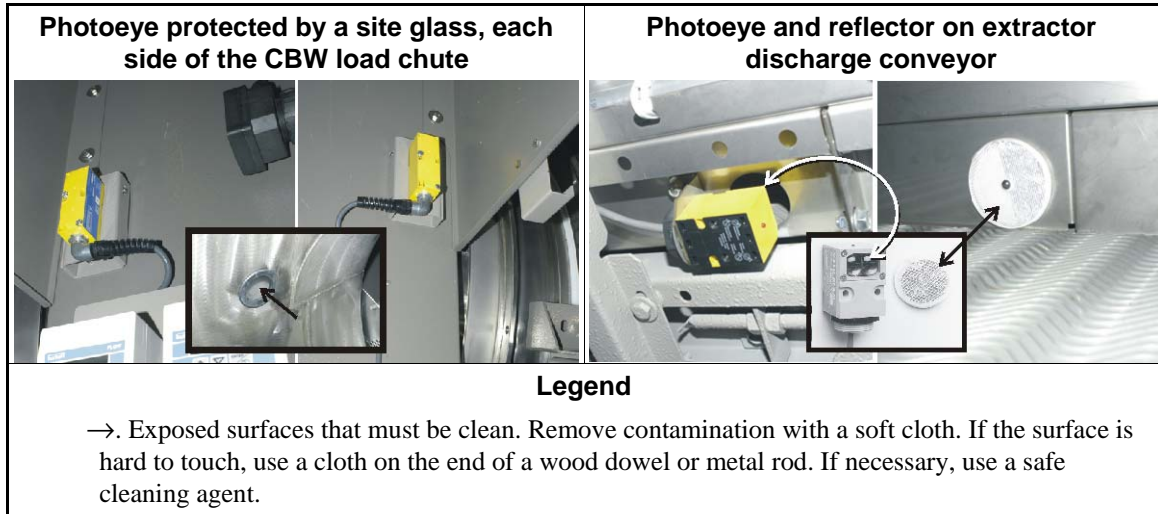 Photoeye protected by a site glass, each
side of the CBW load chute
Photoeye and reflector on extractor
discharge conveyor
Legend
→. Exposed surfaces that must be clean. Remove contamination with a soft cloth. If the surface is
hard to touch, use a cloth on the end of a wood dowel or metal rod. If necessary, use a safe
cleaning agent.